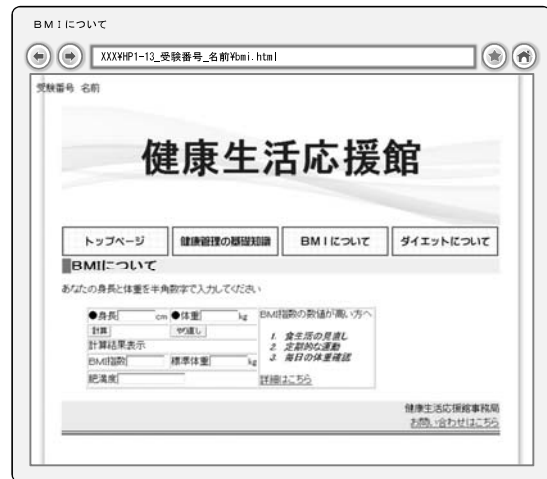 BMIについて
XXX¥HP1-13_受験番号_名前¥bmi.html
受験番号 名前
健康生活応援館
トップページ 健康管理の基礎知識 BMIについて ダイエットについて
BMIについて
あなたの身長と体重を半角数字で入力してください
●身長 cm ●体重 kg
計算 やり直し
計算結果表示
BMI指数 標準体重 kg
肥満度
BMI指数の数値が高い方へ
1. 食生活の見直し
2. 定期的な運動
3. 毎日の体重確認
詳細はこちら
健康生活応援館事務局
お問い合わせはこちら